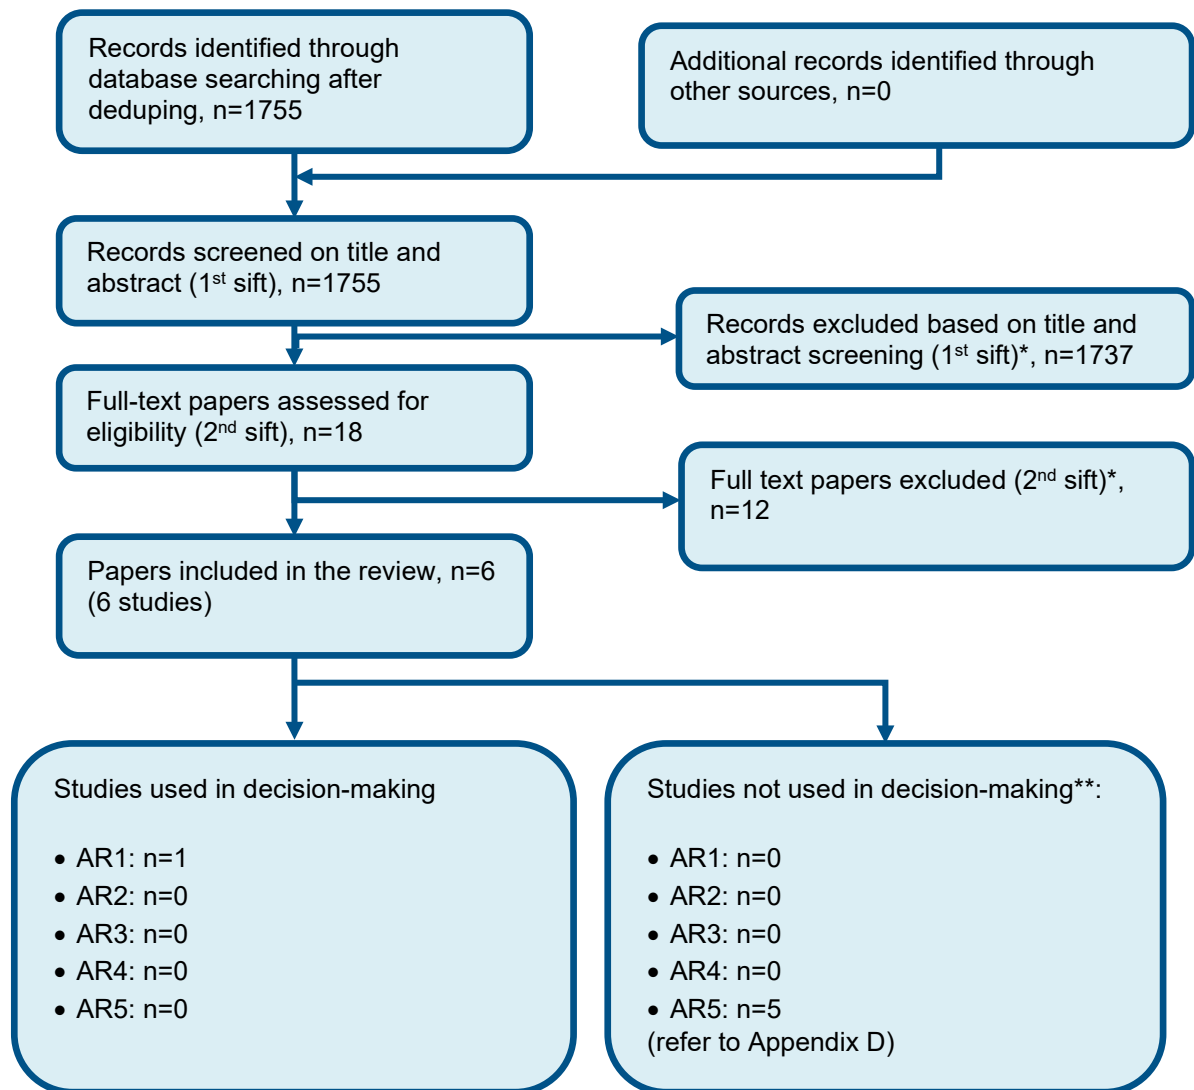 Records identified through
database searching after
deduping, n=1755
Additional records identified through
other sources, n=0
Records screened on title and
abstract (1st sift), n=1755
Records excluded based on title and
abstract screening (1st sift)*, n=1737
Full-text papers assessed for
eligibility (2nd sift), n=18
Full text papers excluded (2nd sift)*,
n=12
Papers included in the review, n=6
(6 studies)
Studies used in decision-making
• AR1: n=1
• AR2: n=0
• AR3: n=0
• AR4: n=0
• AR5: n=0
Studies not used in decision-making**:
• AR1: n=0
• AR2: n=0
• AR3: n=0
• AR4: n=0
• AR5: n=5
(refer to Appendix D)